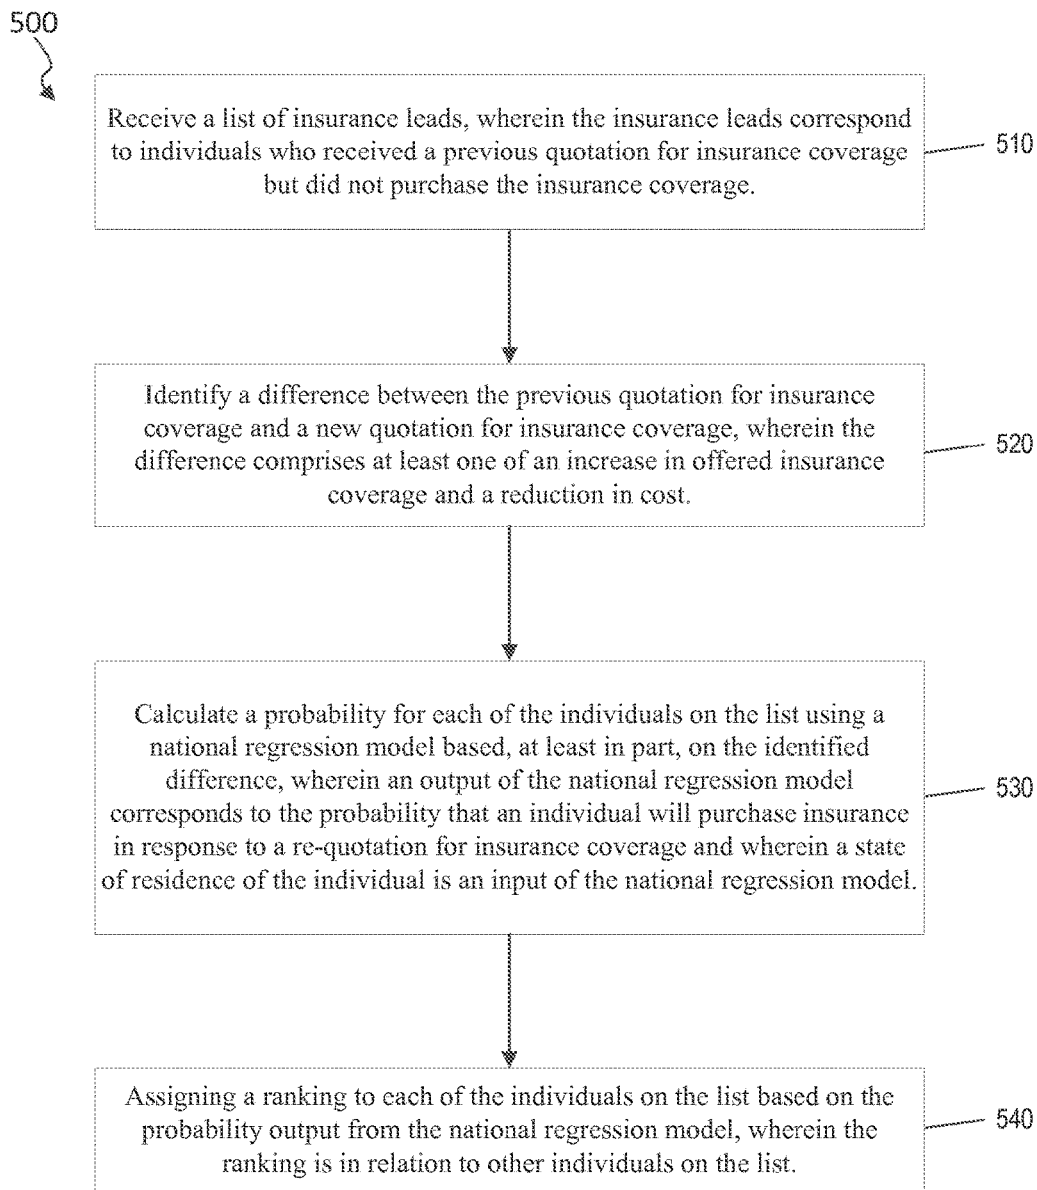 500
Receive a list of insurance leads, wherein the insurance leads correspond
to individuals who received a previous quotation for insurance coverage
but did not purchase the insurance coverage.
510
Identify a difference between the previous quotation for insurance
coverage and a new quotation for insurance coverage, wherein the
difference comprises at least one of an increase in offered insurance
coverage and a reduction in cost.
520
Calculate a probability for each of the individuals on the list using a
national regression model based, at least in part, on the identified
difference, wherein an output of the national regression model
corresponds to the probability that an individual will purchase insurance
in response to a re-quotation for insurance coverage and wherein a state
of residence of the individual is an input of the national regression model.
530
Assigning a ranking to each of the individuals on the list based on the
probability output from the national regression model, wherein the
ranking is in relation to other individuals on the list.
540